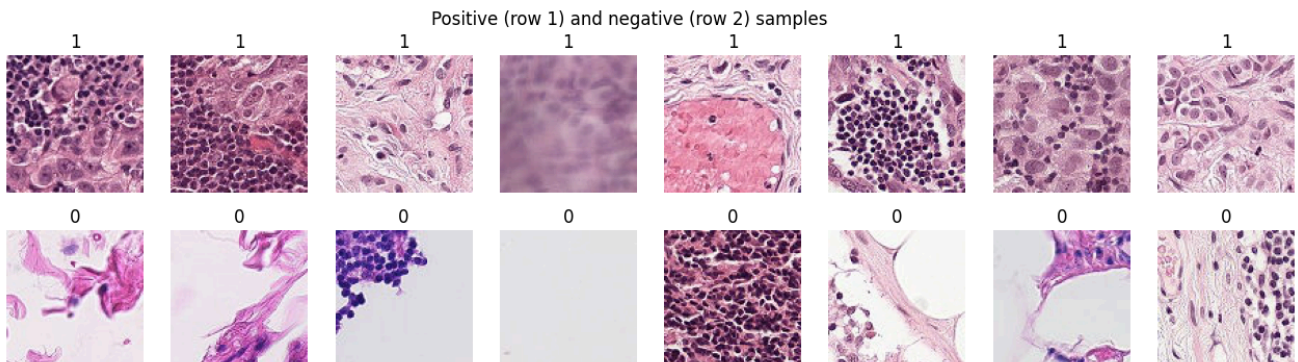 Positive (row 1) and negative (row 2) samples
1 1 1 1 1 1 1 1
0 0 0 0 0 0 0 0